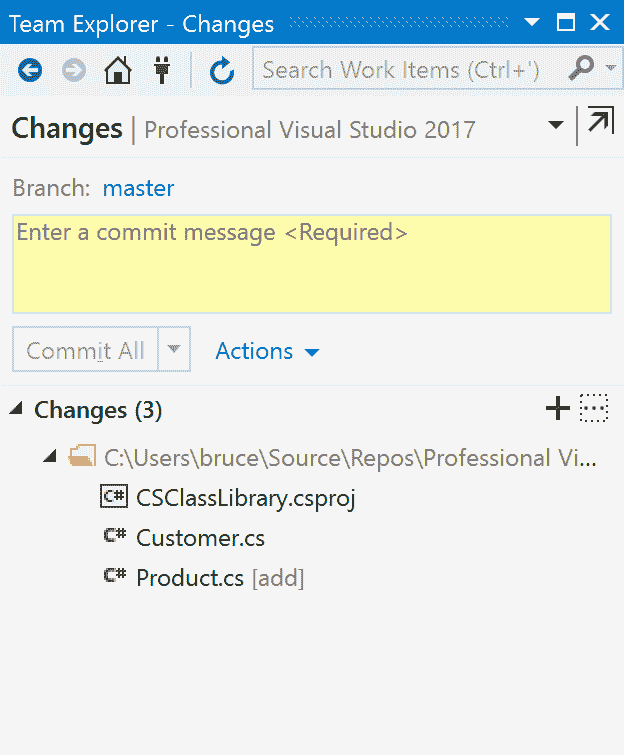 Team Explorer - Changes
Search Work Items (Ctrl+')
Changes | Professional Visual Studio 2017
Branch: master
Enter a commit message <Required>
Commit All Actions
Changes (3)
C:\Users\bruce\Source\Repos\Professional Vi...
C# CSClassLibrary.csproj
C# Customer.cs
C# Product.cs [add]